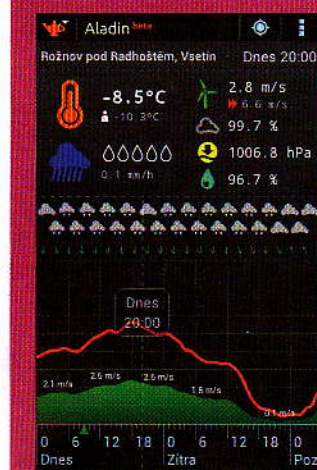 Aladin beta
Rožnov pod Radhoštěm, Vsetín Dnes 20:00
-8.5°C
-10.3°C
2.8 m/s
6.6 m/s
99.7 %
0.1 mm/h
1006.8 hPa
96.7 %
Dnes
20:00
2.1 m/s
2.6 m/s
2.6 m/s
1.6 m/s
0.1 m/s
0 6 12 18 0 6 12 18 0
Dnes Zítra Poz